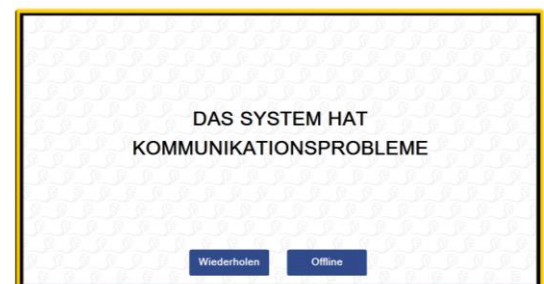 DAS SYSTEM HAT
KOMMUNIKATIONSPROBLEME
Wiederholen Offline